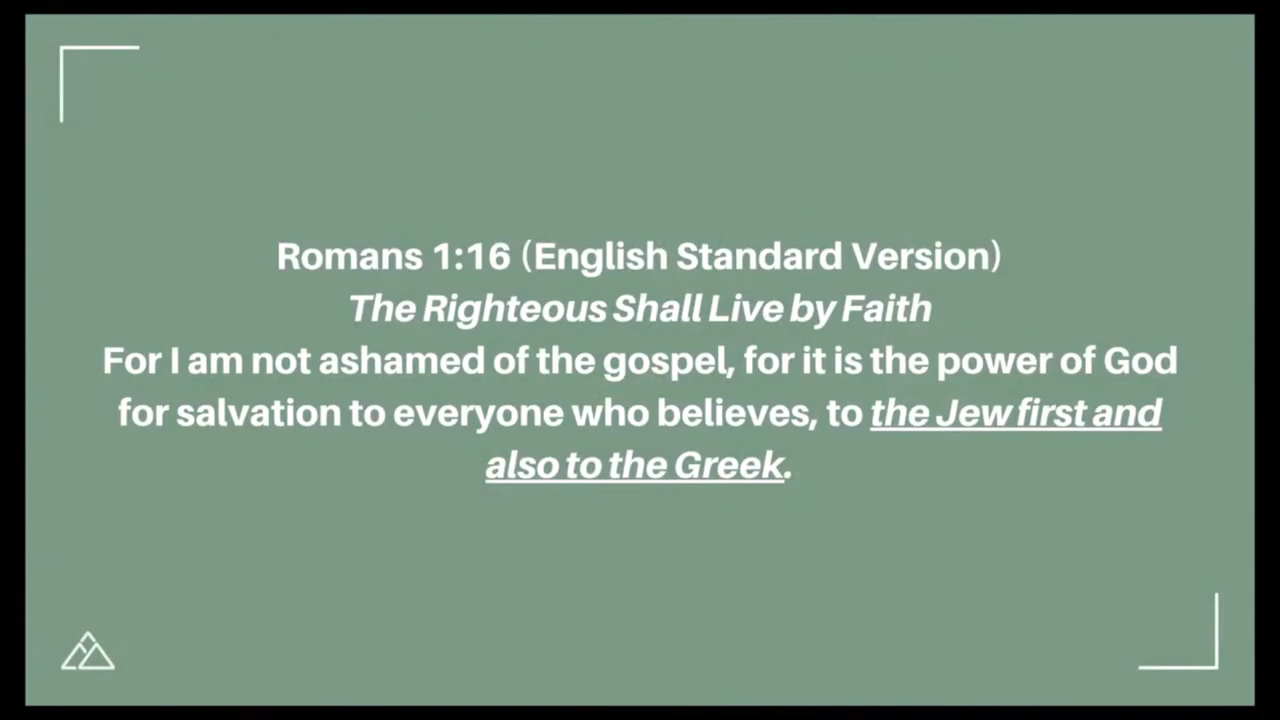 Romans 1:16 (English Standard Version)
The Righteous Shall Live by Faith
For I am not ashamed of the gospel, for it is the power of God
for salvation to everyone who believes, to the Jew first and
also to the Greek.